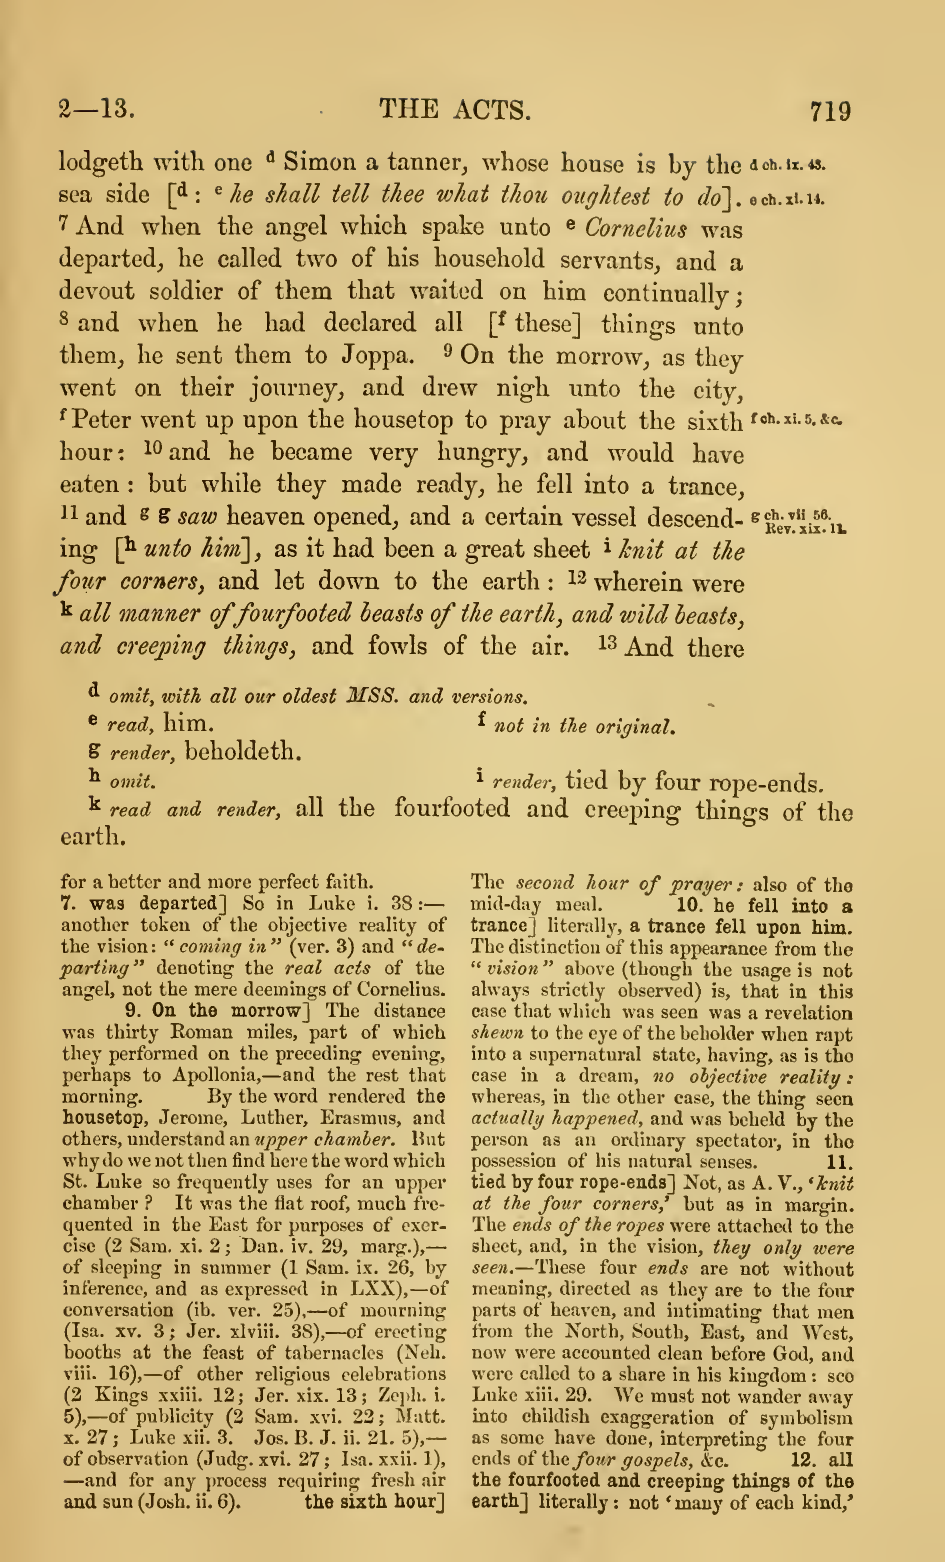 2—13. THE ACTS. 719
lodgeth with one d Simon a tanner, whose house is by the d ch. ix. 43.
sea side [d : e he shall tell thee what thou oughtest to do]. e ch. xi. 14.
7 And when the angel which spake unto e Cornelius was
departed, he called two of his household servants, and a
devout soldier of them that waited on him continually;
8 and when he had declared all [f these] things unto
them, he sent them to Joppa. 9 On the morrow, as they
went on their journey, and drew nigh unto the city,
f Peter went up upon the housetop to pray about the sixth f ch. xi. 5, &c.
hour: 10 and he became very hungry, and would have
eaten: but while they made ready, he fell into a trance,
11 and g g saw heaven opened, and a certain vessel descend- g ch. vii 56. Rev. xix. 11.
ing [h unto him], as it had been a great sheet i knit at the
four corners, and let down to the earth: 12 wherein were
k all manner of fourfooted beasts of the earth, and wild beasts,
and creeping things, and fowls of the air. 13 And there
d omit, with all our oldest MSS. and versions.
e read, him. f not in the original.
g render, beholdeth.
h omit. i render, tied by four rope-ends.
k read and render, all the fourfooted and creeping things of the
earth.
for a better and more perfect faith.
7. was departed] So in Luke i. 38:—
another token of the objective reality of
the vision: "coming in" (ver. 3) and "de-
parting" denoting the real acts of the
angel, not the mere deemings of Cornelius.
9. On the morrow] The distance
was thirty Roman miles, part of which
they performed on the preceding evening,
perhaps to Apollonia,—and the rest that
morning. By the word rendered the
housetop, Jerome, Luther, Erasmus, and
others, understand an upper chamber. But
why do we not then find here the word which
St. Luke so frequently uses for an upper
chamber? It was the flat roof, much fre-
quented in the East for purposes of exer-
cise (2 Sam. xi. 2; Dan. iv. 29, marg.),—
of sleeping in summer (1 Sam. ix. 26, by
inference, and as expressed in LXX),—of
conversation (ib. ver. 25),—of mourning
(Isa. xv. 3; Jer. xlviii. 38),—of erecting
booths at the feast of tabernacles (Neh.
viii. 16),—of other religious celebrations
(2 Kings xxiii. 12; Jer. xix. 13; Zeph. i.
5),—of publicity (2 Sam. xvi. 22; Matt.
x. 27; Luke xii. 3. Jos. B. J. ii. 21. 5),—
of observation (Judg. xvi. 27; Isa. xxii. 1),
—and for any process requiring fresh air
and sun (Josh. ii. 6). the sixth hour]
The second hour of prayer: also of the
mid-day meal. 10. he fell into a
trance] literally, a trance fell upon him.
The distinction of this appearance from the
"vision" above (though the usage is not
always strictly observed) is, that in this
case that which was seen was a revelation
shewn to the eye of the beholder when rapt
into a supernatural state, having, as is the
case in a dream, no objective reality:
whereas, in the other case, the thing seen
actually happened, and was beheld by the
person as an ordinary spectator, in the
possession of his natural senses. 11.
tied by four rope-ends] Not, as A. V., 'knit
at the four corners,' but as in margin.
The ends of the ropes were attached to the
sheet, and, in the vision, they only were
seen.—These four ends are not without
meaning, directed as they are to the four
parts of heaven, and intimating that men
from the North, South, East, and West,
now were accounted clean before God, and
were called to a share in his kingdom: see
Luke xiii. 29. We must not wander away
into childish exaggeration of symbolism
as some have done, interpreting the four
ends of the four gospels, &c. 12. all
the fourfooted and creeping things of the
earth] literally: not 'many of each kind,'